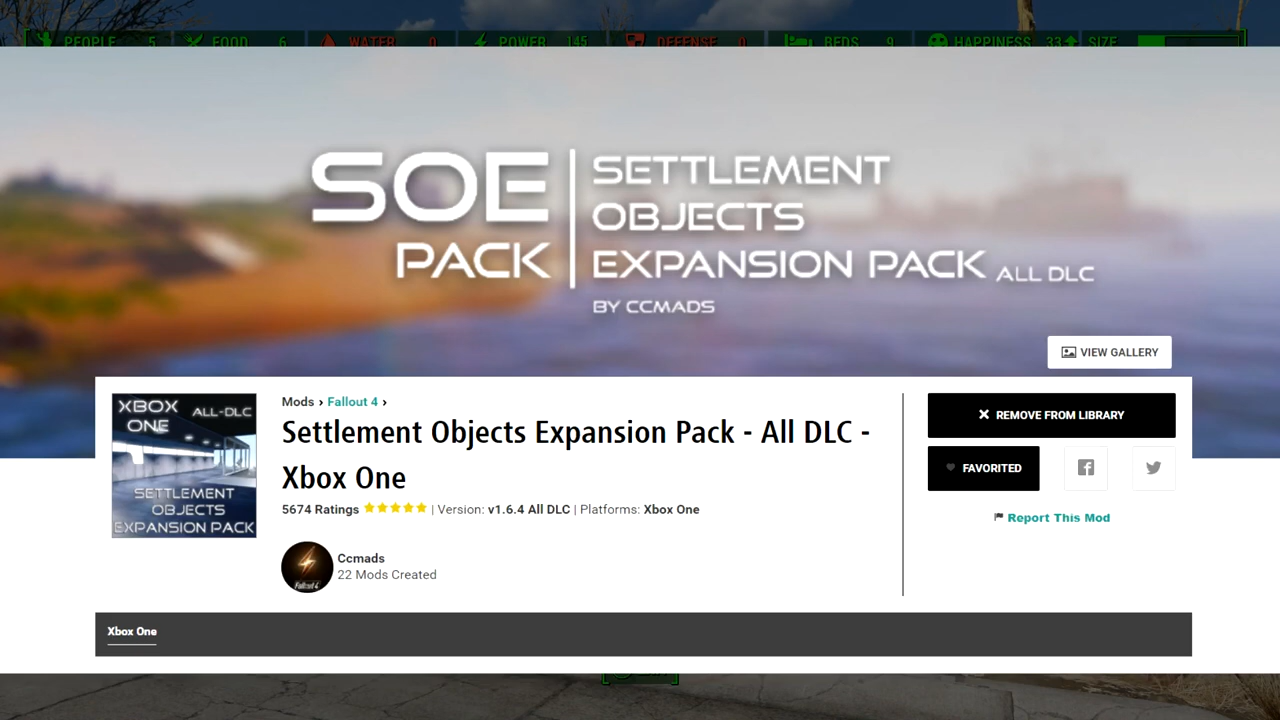 PEOPLE 5 FOOD 6 WATER 0 POWER 145 DEFENSE 0 BEDS 9 HAPPINESS 33 SIZE
SOE
PACK
SETTLEMENT
OBJECTS
EXPANSION PACK ALL DLC
BY CCMADS
VIEW GALLERY
XBOX ONE
ALL-DLC
SETTLEMENT
OBJECTS
EXPANSION PACK
Mods › Fallout 4 ›
Settlement Objects Expansion Pack - All DLC -
Xbox One
5674 Ratings | Version: v1.6.4 All DLC | Platforms: Xbox One
Fallout 4
Ccmads
22 Mods Created
REMOVE FROM LIBRARY
FAVORITED
Report This Mod
Xbox One